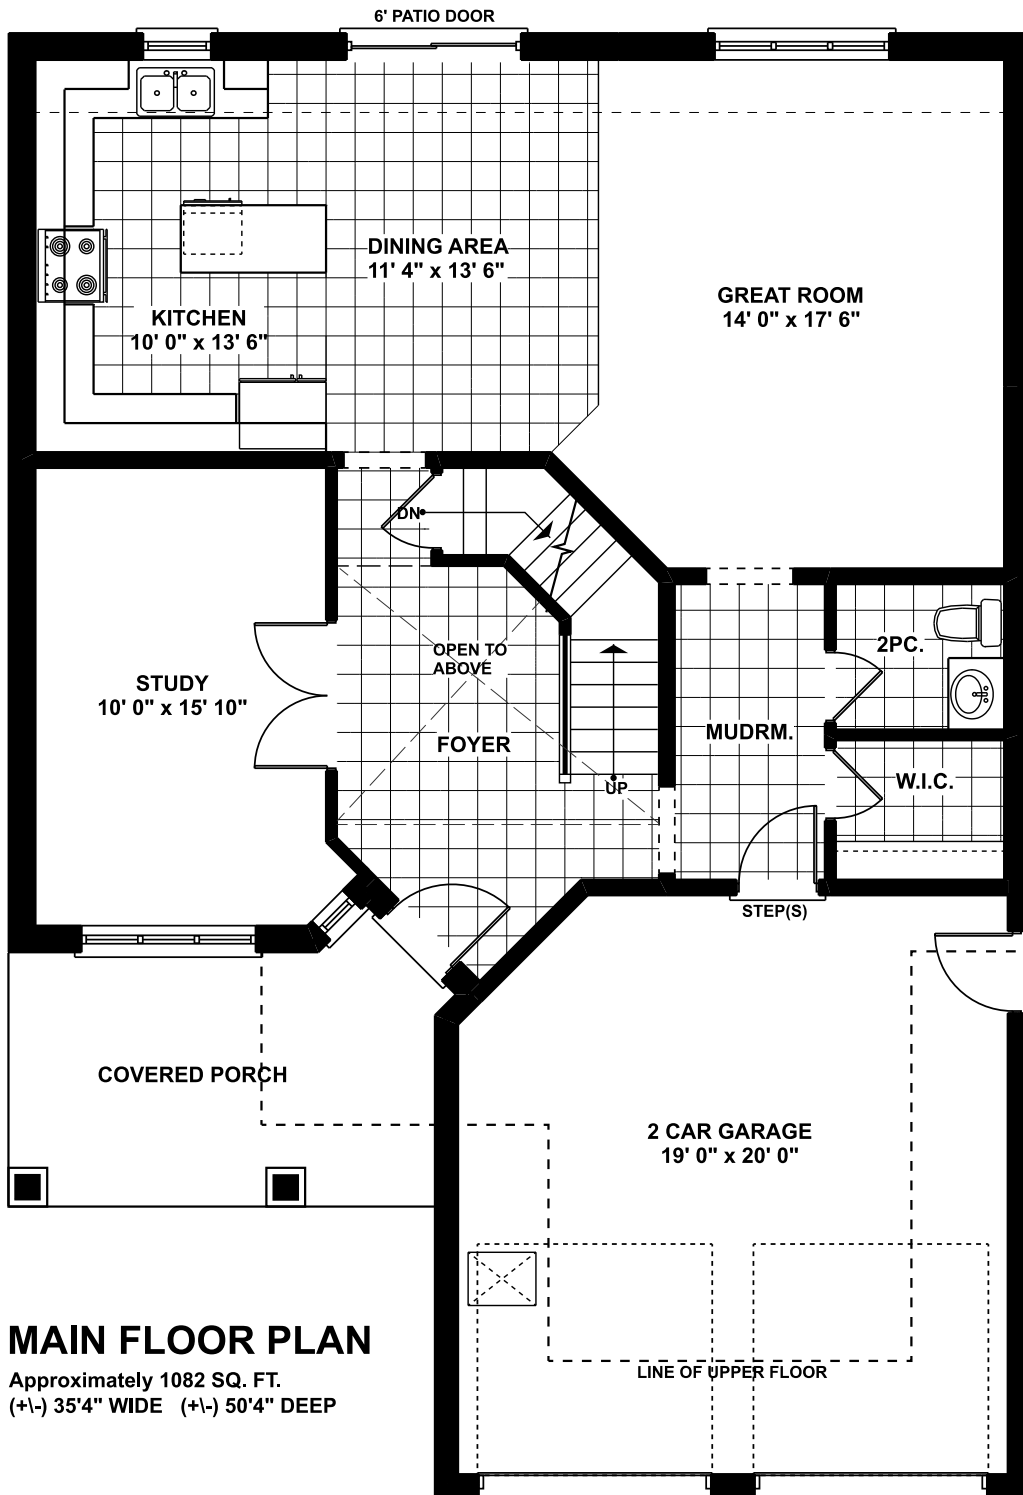 6' PATIO DOOR
DINING AREA
11' 4" x 13' 6"
GREAT ROOM
14' 0" x 17' 6"
KITCHEN
10' 0" x 13' 6"
DN
OPEN TO
ABOVE
2PC.
STUDY
10' 0" x 15' 10"
FOYER
MUDRM.
W.I.C.
UP
STEP(S)
COVERED PORCH
2 CAR GARAGE
19' 0" x 20' 0"
MAIN FLOOR PLAN
Approximately 1082 SQ. FT.
(+\-) 35'4" WIDE (+\-) 50'4" DEEP
LINE OF UPPER FLOOR